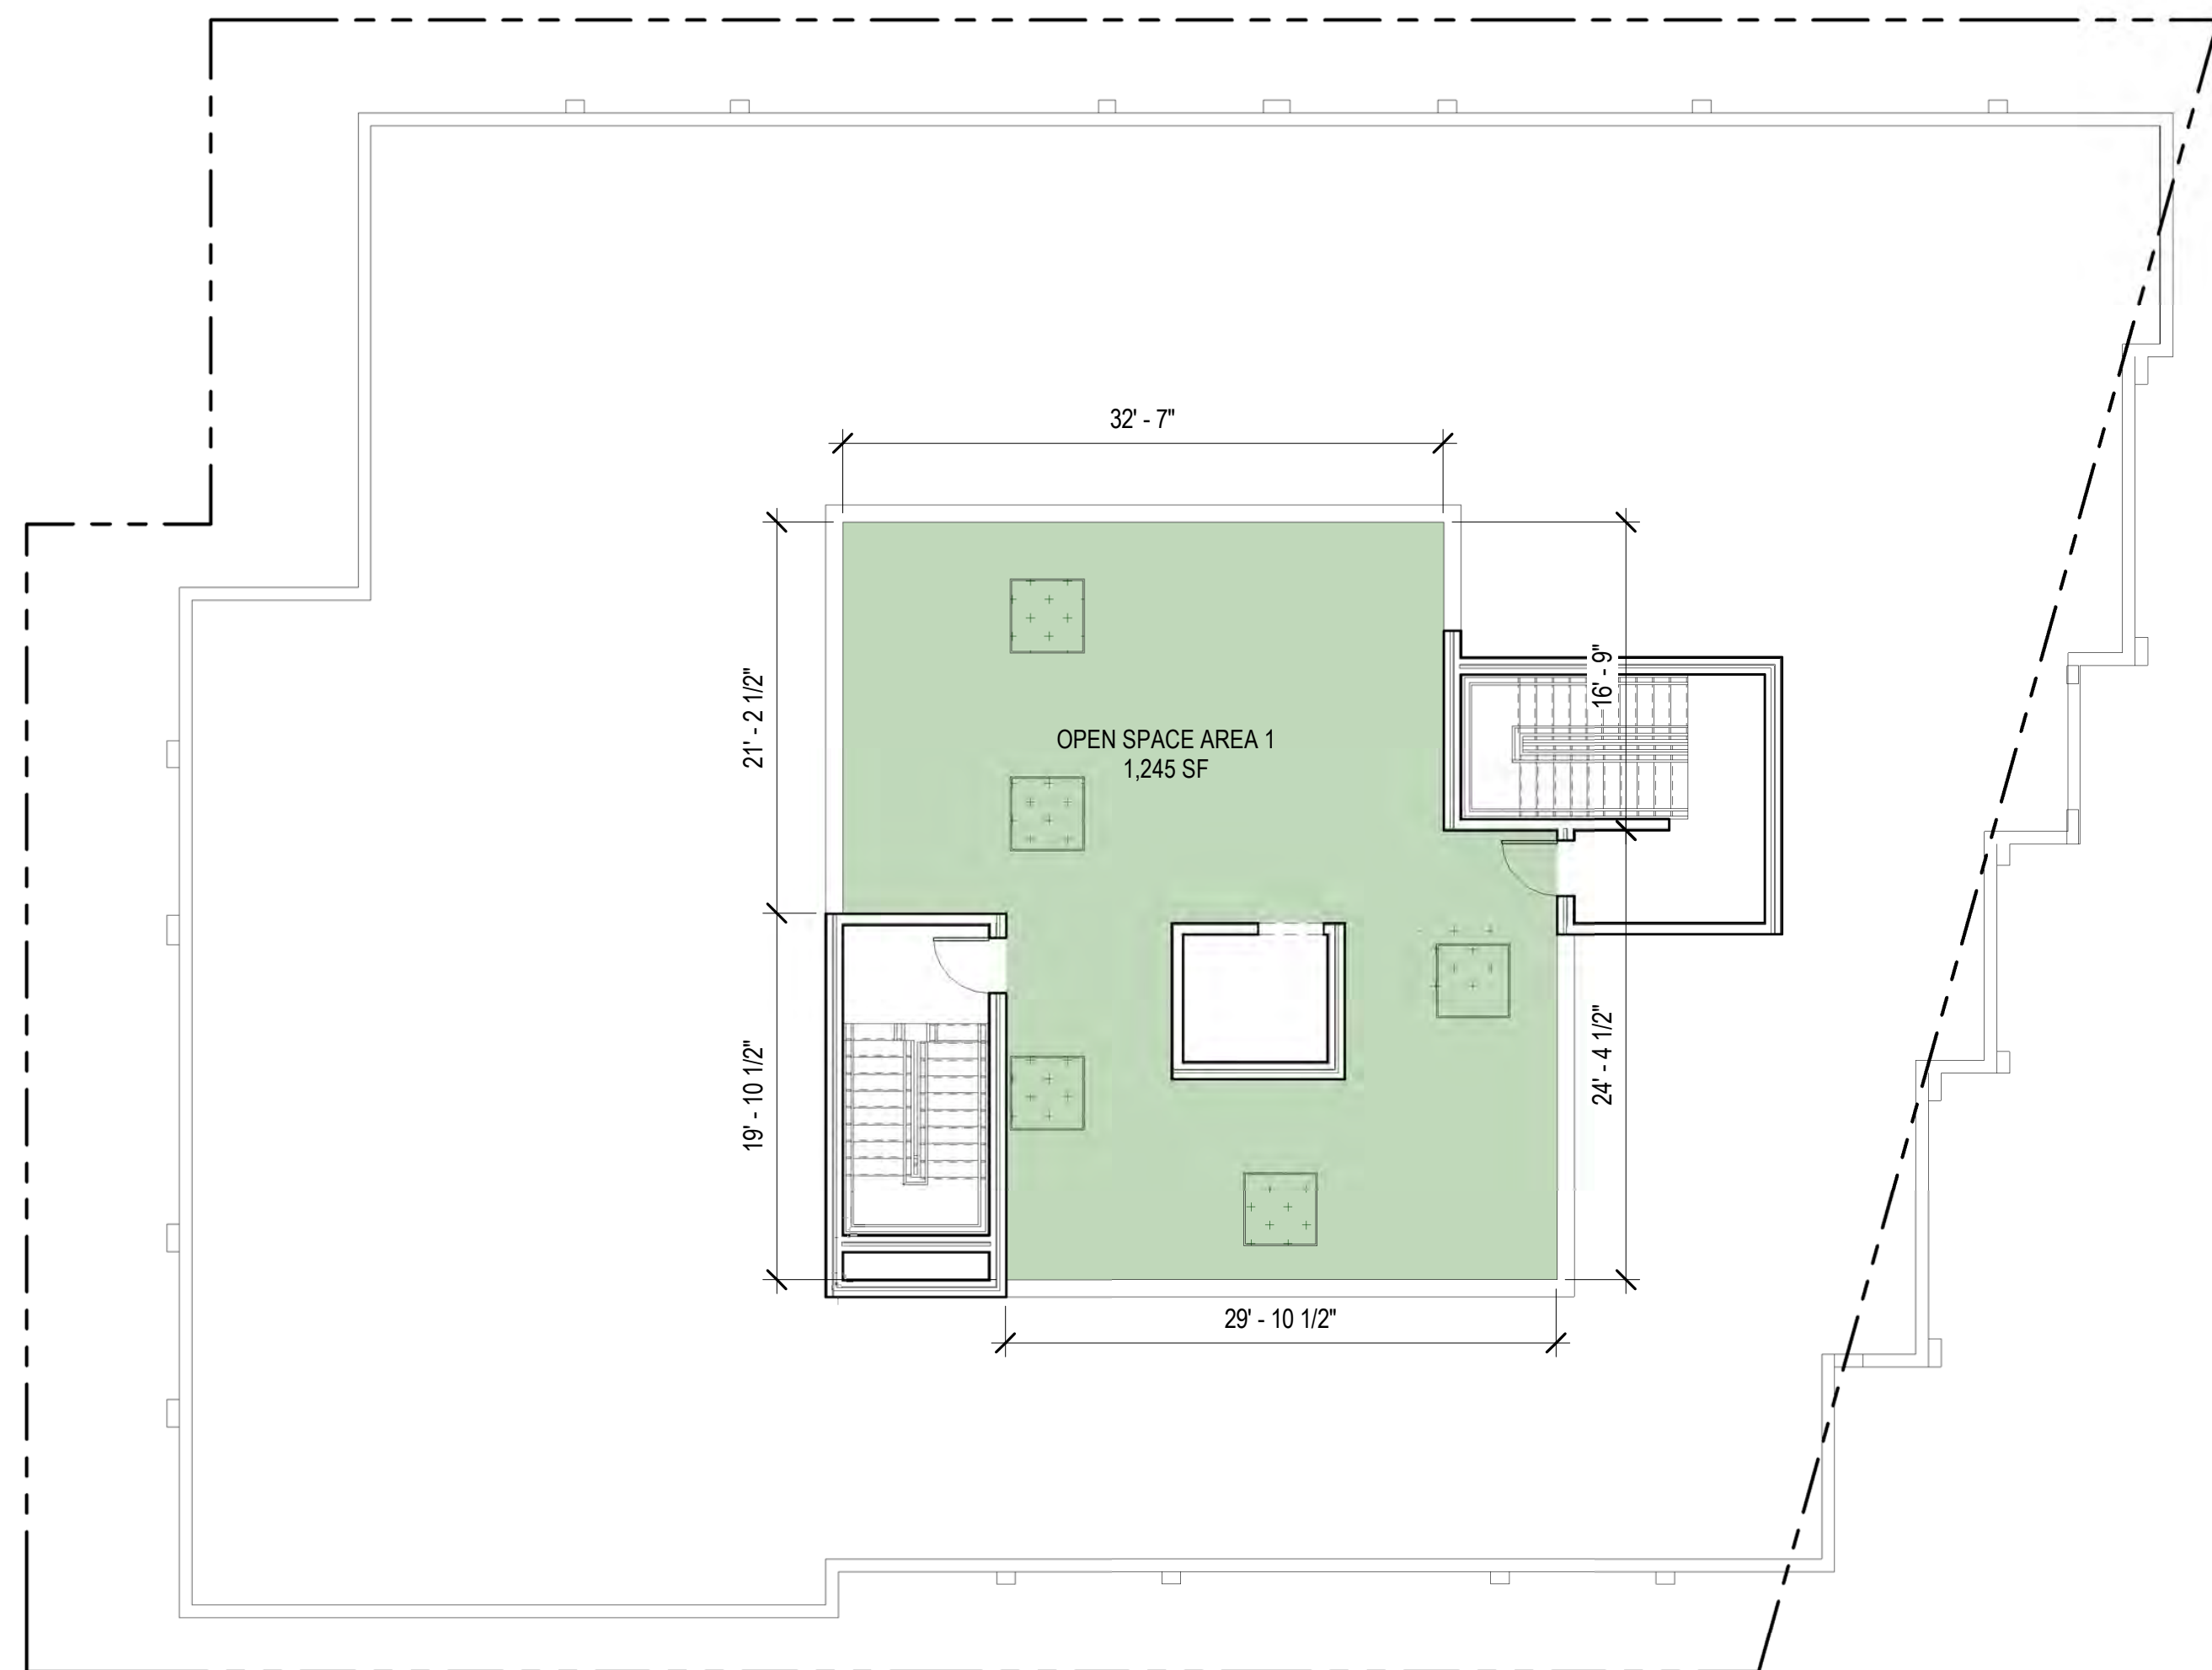 32' - 7"
16' - 9"
21' - 2 1/2"
OPEN SPACE AREA 1
1,245 SF
24' - 4 1/2"
19' - 10 1/2"
29' - 10 1/2"